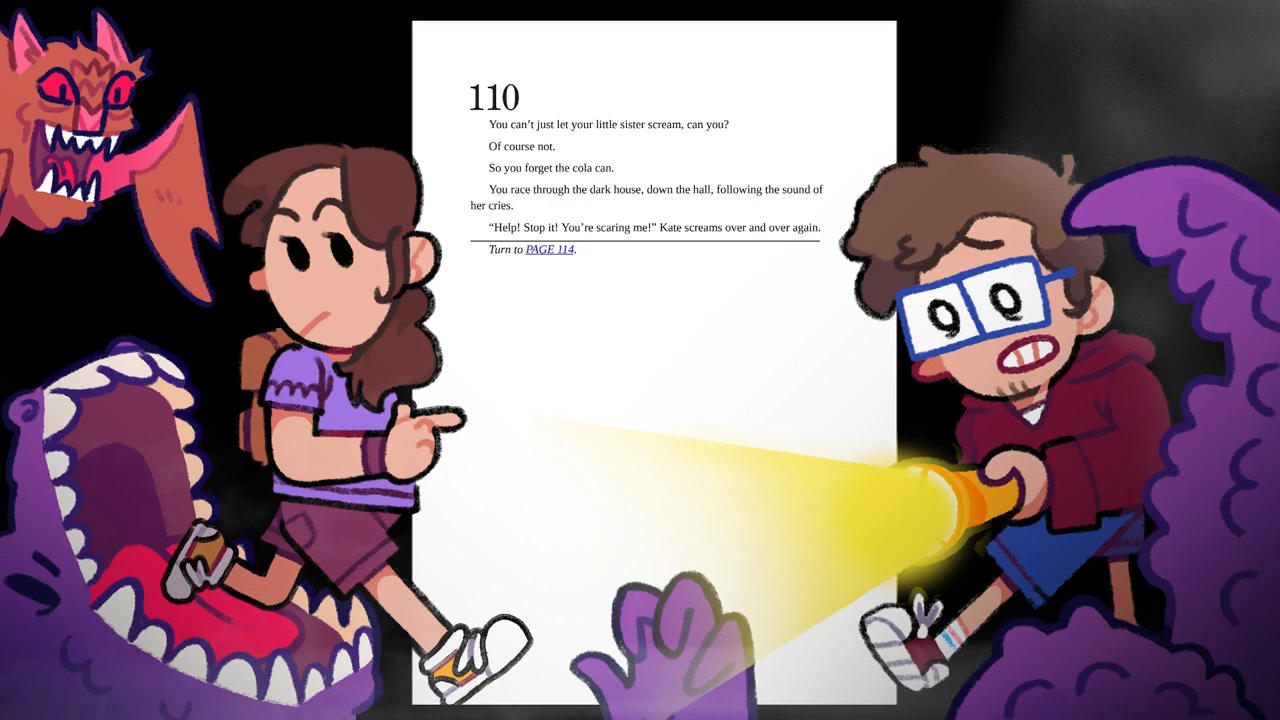 110
You can’t just let your little sister scream, can you?
Of course not.
So you forget the cola can.
You race through the dark house, down the hall, following the sound of
her cries.
“Help! Stop it! You’re scaring me!” Kate screams over and over again.
Turn to PAGE 114.